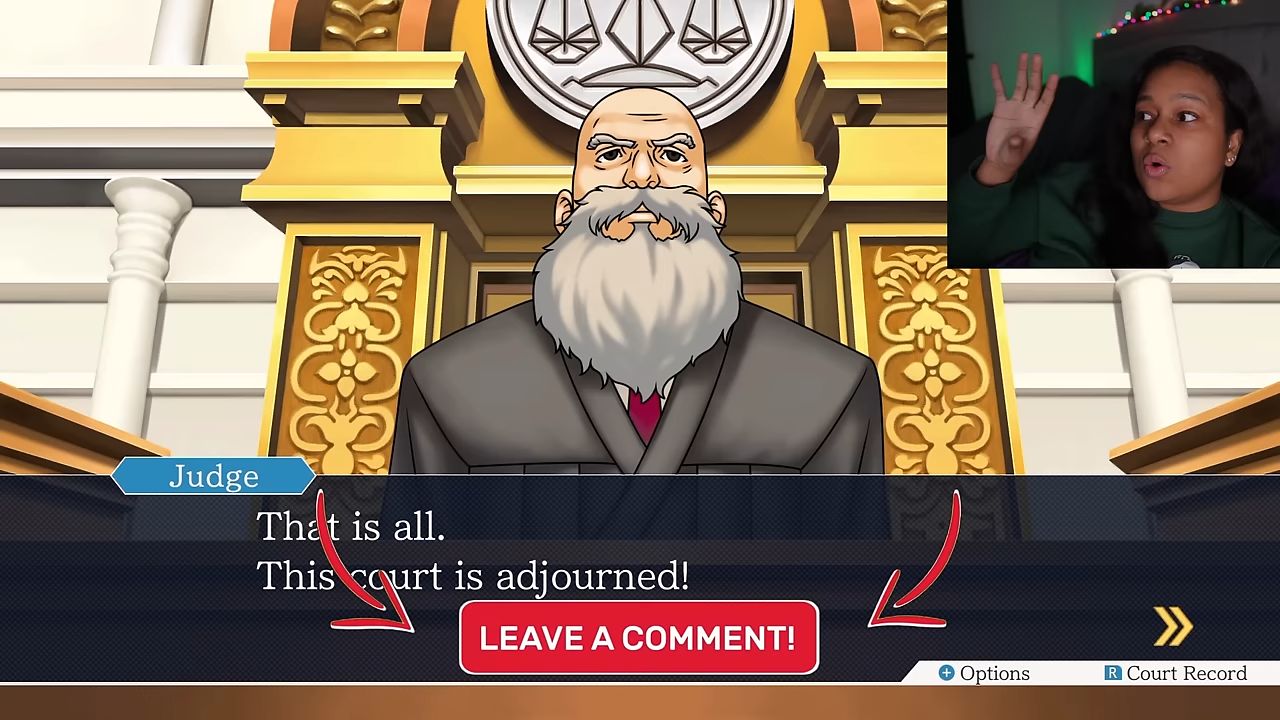 Judge
That is all.
This court is adjourned!
LEAVE A COMMENT!
Options
R Court Record